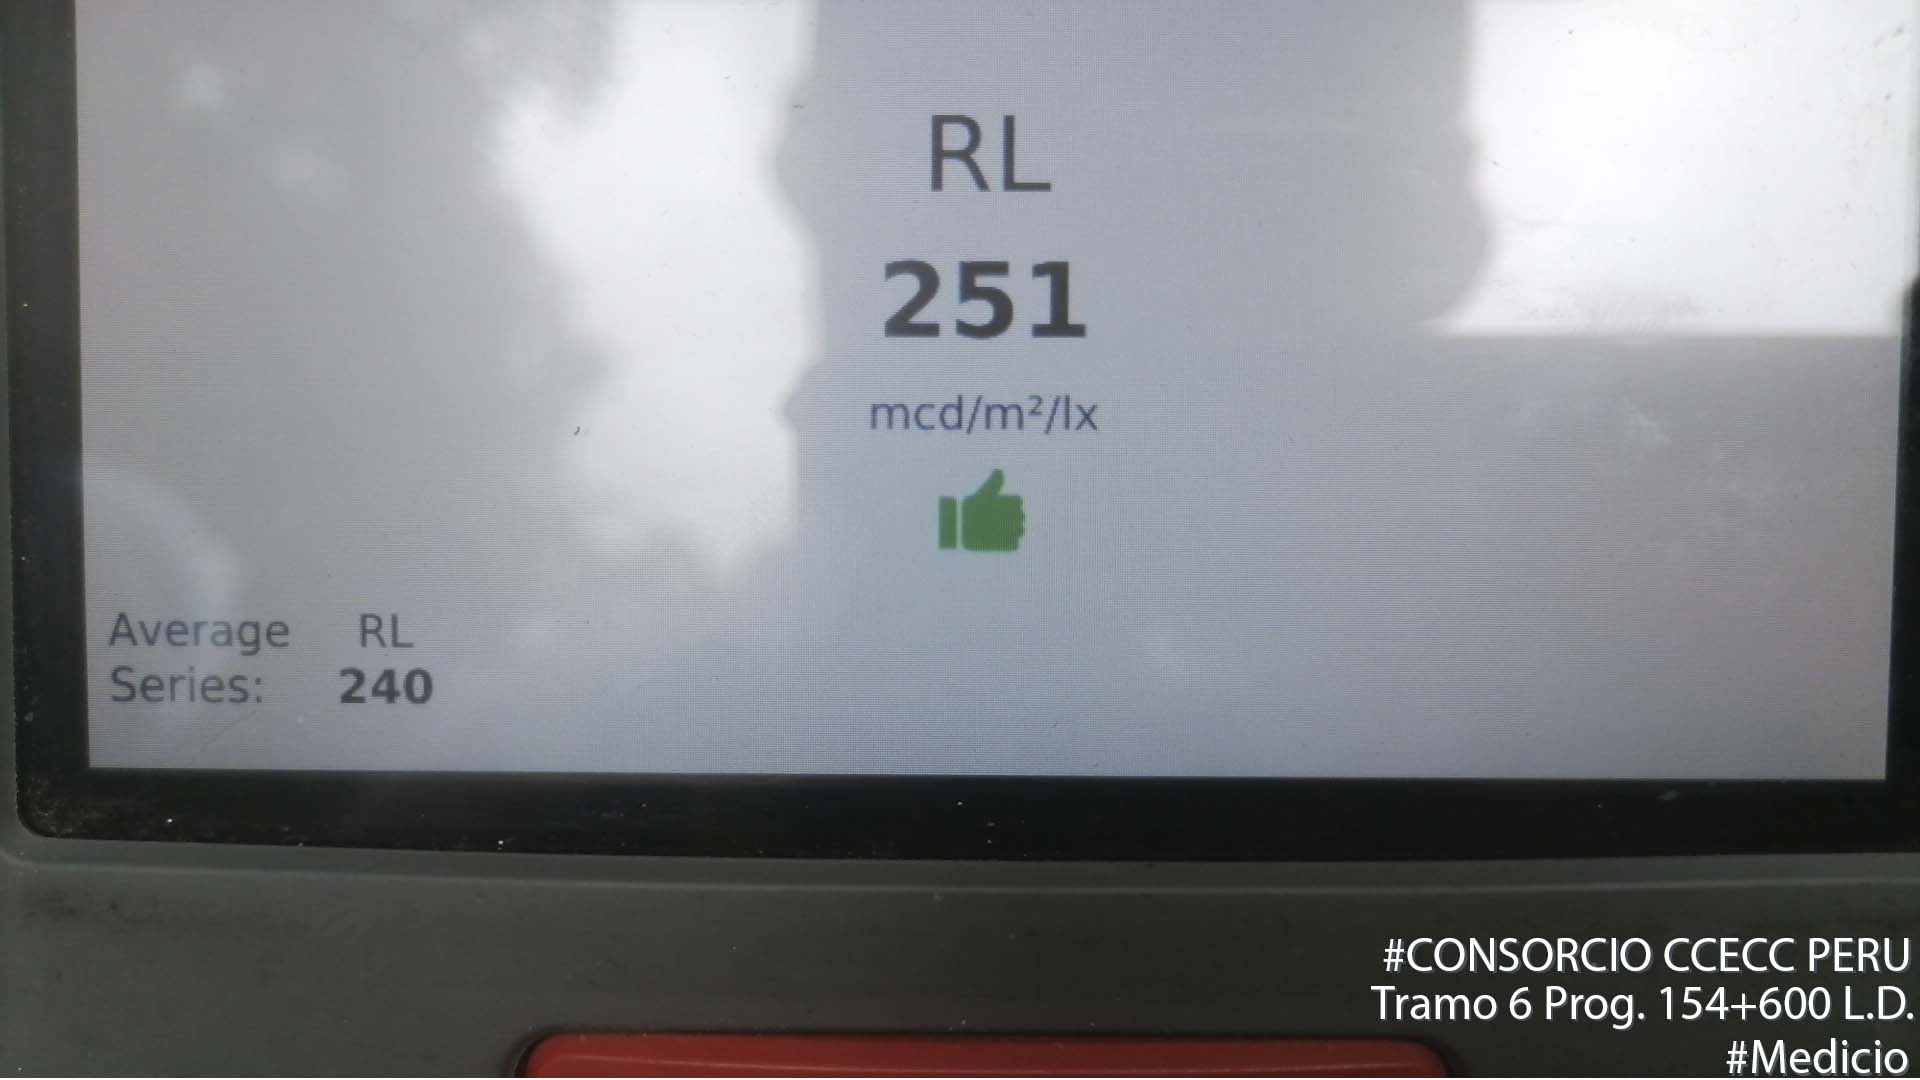 RL
251
mcd/m²/lx
Average RL
Series: 240
#CONSORCIO CCECC PERU
Tramo 6 Prog. 154+600 L.D.
#Medicio